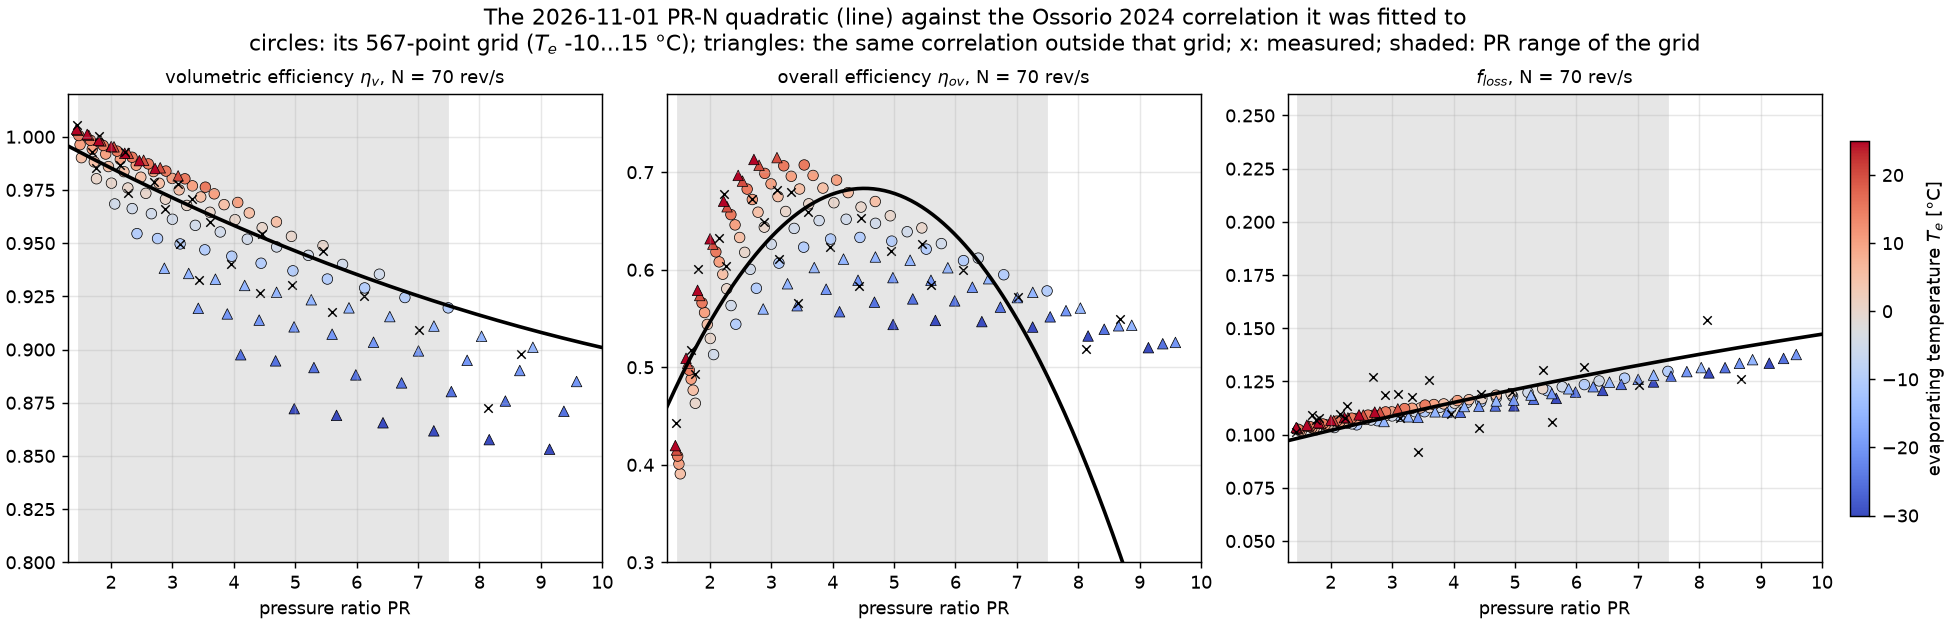 The 2026-11-01 PR-N quadratic (line) against the Ossorio 2024 correlation it was fitted to
circles: its 567-point grid (Te -10...15 °C); triangles: the same correlation outside that grid; x: measured; shaded: PR range of the grid
volumetric efficiency ηv, N = 70 rev/s
1.000
0.975
0.950
0.925
0.900
0.875
0.850
0.825
0.800
2 3 4 5 6 7 8 9 10
pressure ratio PR
overall efficiency ηov, N = 70 rev/s
0.7
0.6
0.5
0.4
0.3
2 3 4 5 6 7 8 9 10
pressure ratio PR
floss, N = 70 rev/s
0.250
0.225
0.200
0.175
0.150
0.125
0.100
0.075
0.050
2 3 4 5 6 7 8 9 10
pressure ratio PR
20
10
0
−10
−20
−30
evaporating temperature Te [°C]